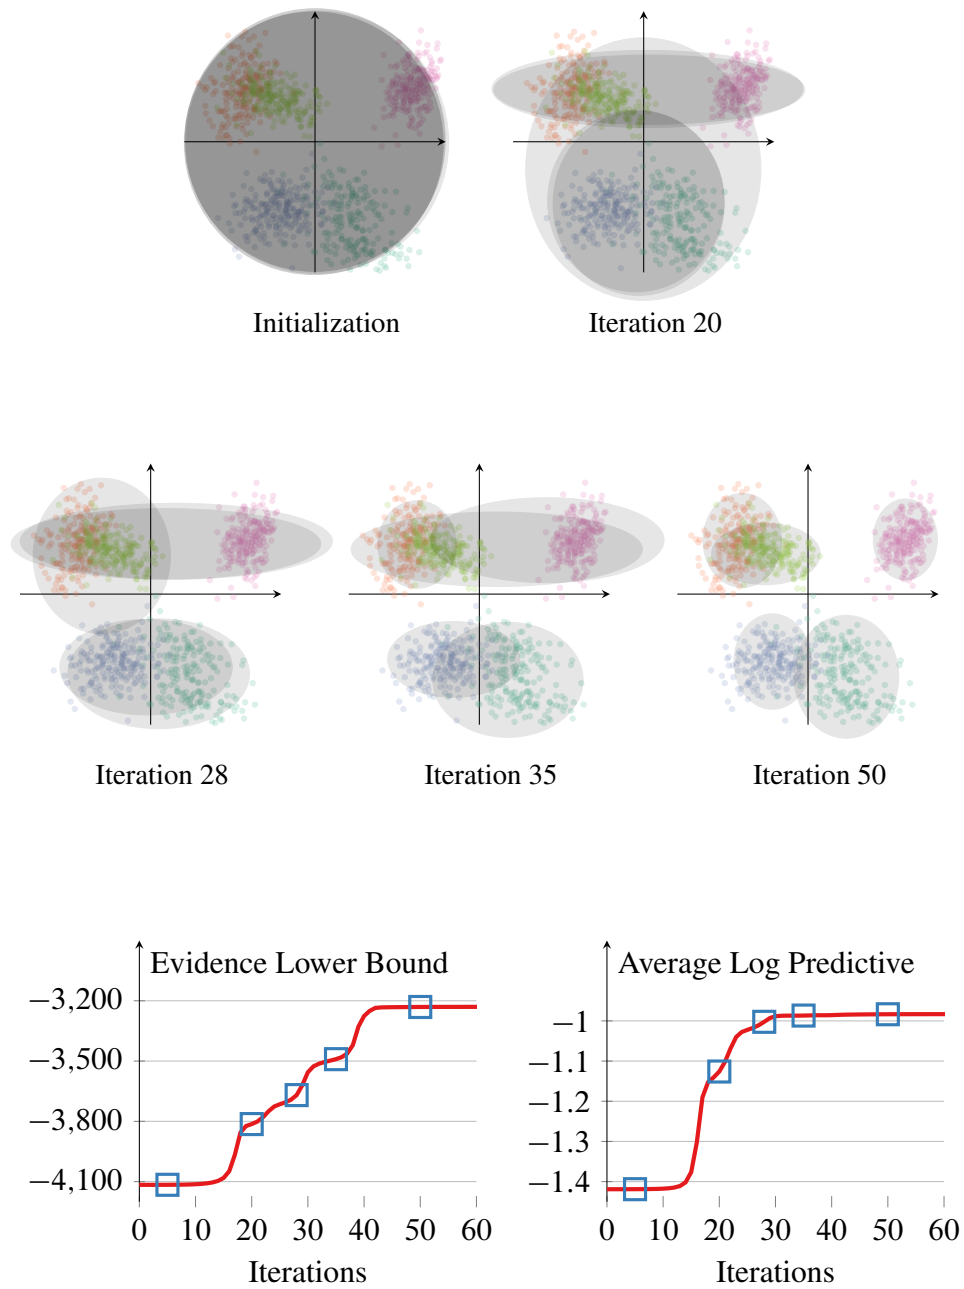 Initialization
Iteration 20
Iteration 28
Iteration 35
Iteration 50
Evidence Lower Bound
−3,200
−3,500
−3,800
−4,100
0 10 20 30 40 50 60
Iterations
Average Log Predictive
−1
−1.1
−1.2
−1.3
−1.4
0 10 20 30 40 50 60
Iterations